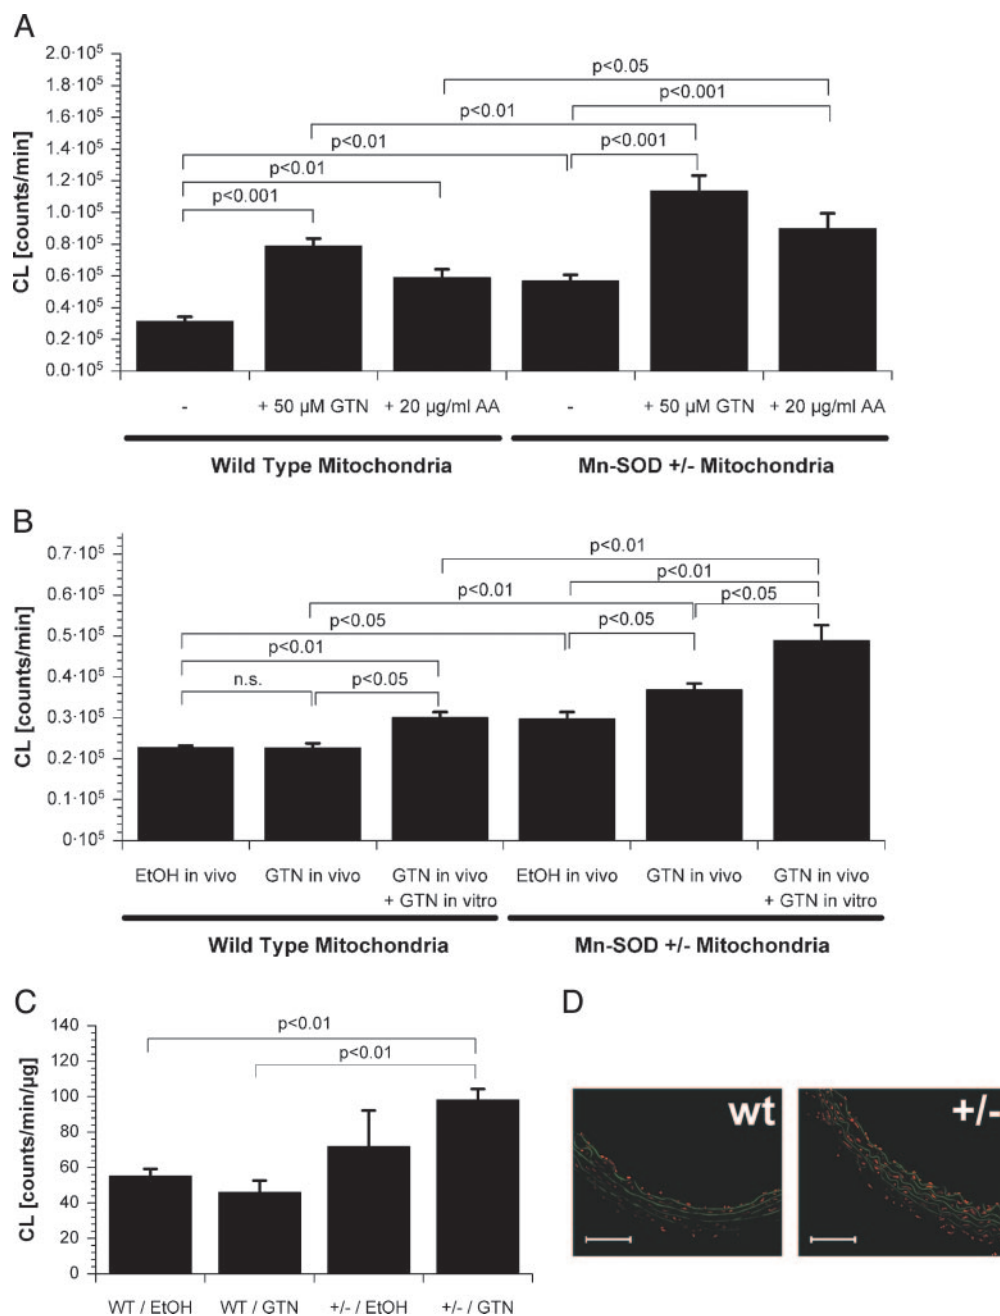 A
CL [counts/min]
2.0·10⁵
1.8·10⁵
1.6·10⁵
1.4·10⁵
1.2·10⁵
1.0·10⁵
0.8·10⁵
0.6·10⁵
0.4·10⁵
0.2·10⁵
0.0·10⁵
p<0.05
p<0.001
p<0.01
p<0.01
p<0.001
p<0.01
p<0.001
- + 50 µM GTN + 20 µg/ml AA - + 50 µM GTN + 20 µg/ml AA
Wild Type Mitochondria Mn-SOD +/- Mitochondria
B
CL [counts/min]
0.7·10⁵
0.6·10⁵
0.5·10⁵
0.4·10⁵
0.3·10⁵
0.2·10⁵
0.1·10⁵
0·10⁵
p<0.01
p<0.01
p<0.01
p<0.05
p<0.05
p<0.05
p<0.01
n.s.
p<0.05
EtOH in vivo GTN in vivo GTN in vivo EtOH in vivo GTN in vivo GTN in vivo
+ GTN in vitro + GTN in vitro
Wild Type Mitochondria Mn-SOD +/- Mitochondria
C
CL [counts/min/µg]
140
120
100
80
60
40
20
0
p<0.01
p<0.01
WT / EtOH WT / GTN +/- / EtOH +/- / GTN
D
wt
+/-